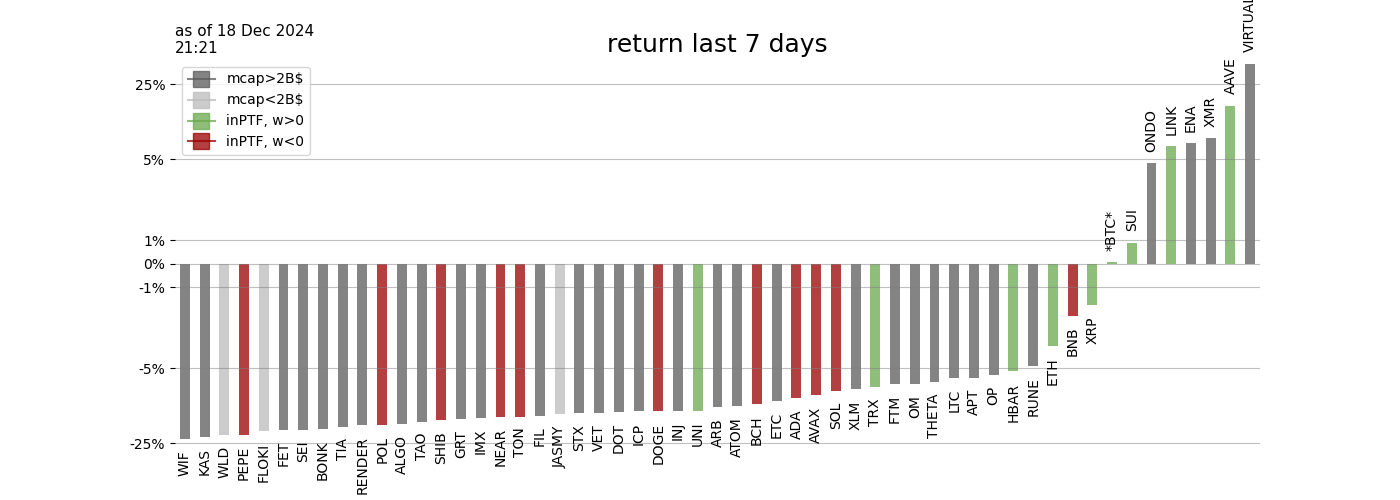 as of 18 Dec 2024
21:21
return last 7 days
mcap>2B$
mcap<2B$
inPTF, w>0
inPTF, w<0
25%
5%
1%
0%
-1%
-5%
-25%
WIF
KAS
WLD
PEPE
FLOKI
FET
SEI
BONK
TIA
RENDER
POL
ALGO
TAO
SHIB
GRT
IMX
NEAR
TON
FIL
JASMY
STX
VET
DOT
ICP
DOGE
INJ
UNI
ARB
ATOM
BCH
ETC
ADA
AVAX
SOL
XLM
TRX
FTM
OM
THETA
LTC
APT
OP
HBAR
RUNE
ETH
BNB
XRP
*BTC*
SUI
ONDO
LINK
ENA
XMR
AAVE
VIRTUAL